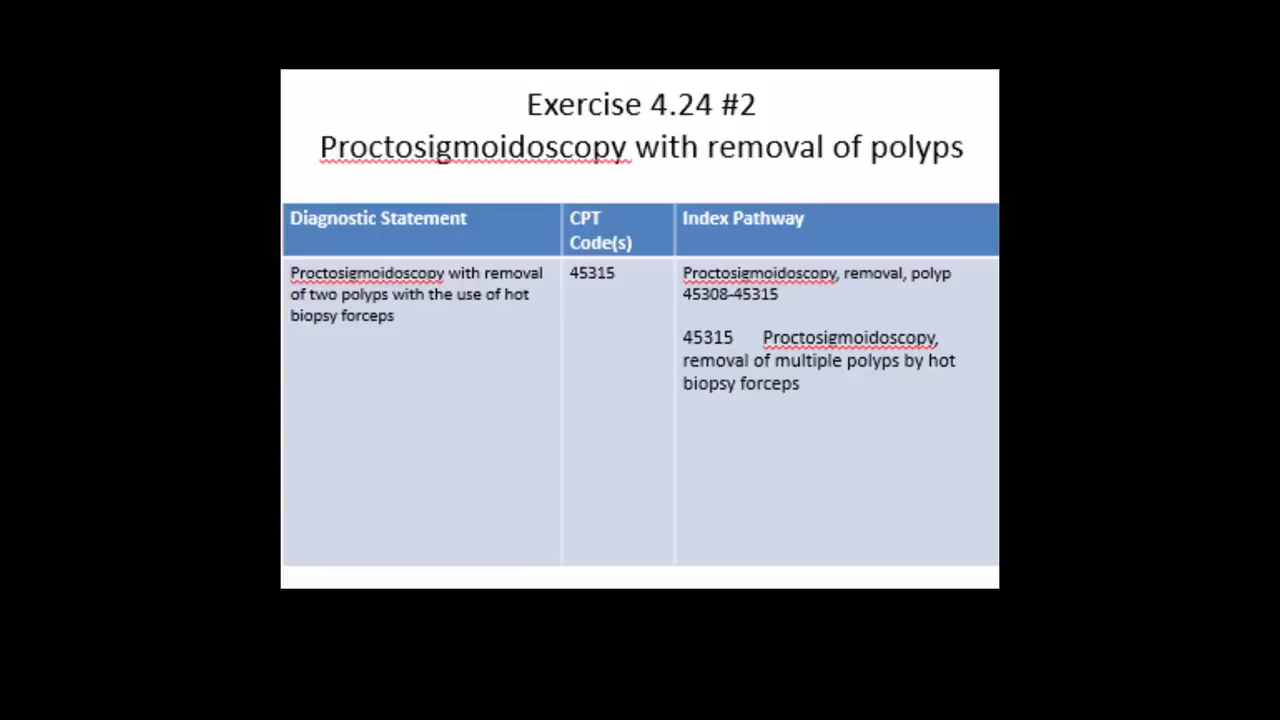 Exercise 4.24 #2
Proctosigmoidoscopy with removal of polyps
Diagnostic Statement
CPT
Code(s)
Index Pathway
Proctosigmoidoscopy with removal
of two polyps with the use of hot
biopsy forceps
45315
Proctosigmoidoscopy, removal, polyp
45308-45315
45315 Proctosigmoidoscopy,
removal of multiple polyps by hot
biopsy forceps